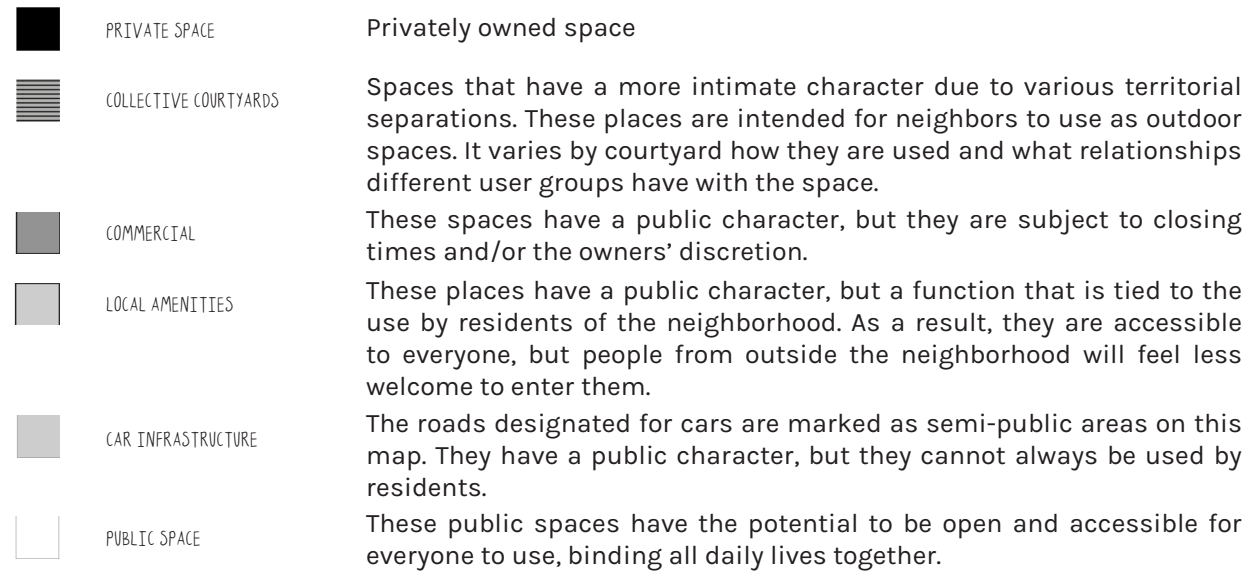 PRIVATE SPACE
Privately owned space
COLLECTIVE COURTYARDS
Spaces that have a more intimate character due to various territorial
separations. These places are intended for neighbors to use as outdoor
spaces. It varies by courtyard how they are used and what relationships
different user groups have with the space.
COMMERCIAL
These spaces have a public character, but they are subject to closing
times and/or the owners’ discretion.
LOCAL AMENITIES
These places have a public character, but a function that is tied to the
use by residents of the neighborhood. As a result, they are accessible
to everyone, but people from outside the neighborhood will feel less
welcome to enter them.
CAR INFRASTRUCTURE
The roads designated for cars are marked as semi-public areas on this
map. They have a public character, but they cannot always be used by
residents.
PUBLIC SPACE
These public spaces have the potential to be open and accessible for
everyone to use, binding all daily lives together.